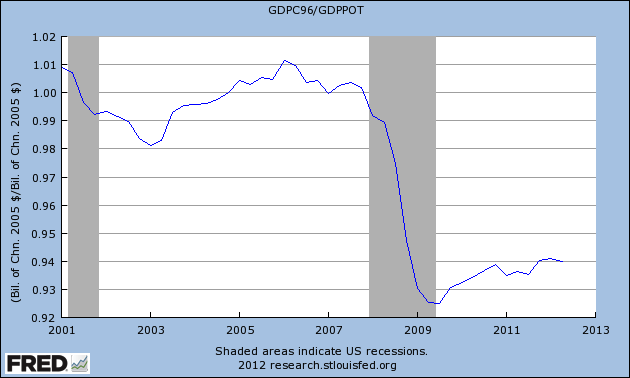 GDPC96/GDPPOT
(Bil. of Chn. 2005 $/Bil. of Chn. 2005 $)
1.02
1.01
1.00
0.99
0.98
0.97
0.96
0.95
0.94
0.93
0.92
2001 2003 2005 2007 2009 2011 2013
Shaded areas indicate US recessions.
2012 research.stlouisfed.org
FRED